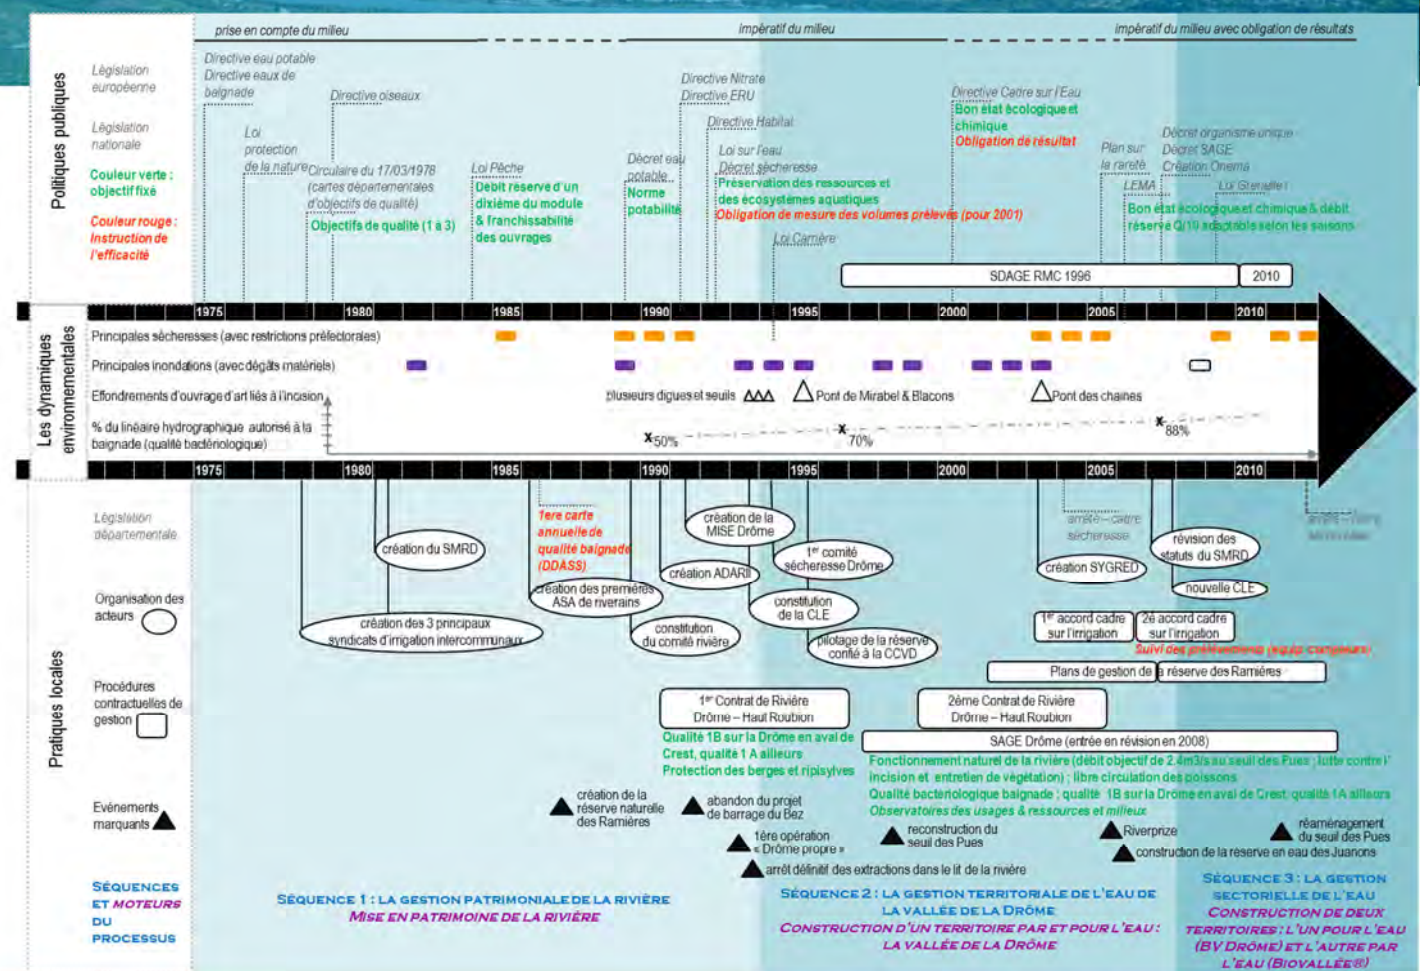 prise en compte du milieu
impératif du milieu
impératif du milieu avec obligation de résultats
Politiques publiques
Législation
européenne
Législation
nationale
Couleur verte :
objectif fixé
Couleur rouge :
Instruction de
l'efficacité
Directive eau potable
Directive eaux de
baignade
Loi
protection
de la nature
Directive oiseaux
Circulaire du 17/03/1978
(cartes départementales
d'objectifs de qualité)
Objectifs de qualité (1 à 3)
Loi Pêche
Débit réservé d'un
dixième du module
& franchissabilité
des ouvrages
Décret eau
potable
Norme
potabilité
Directive Nitrate
Directive ERU
Directive Habitat
Loi sur l'eau
Décret sécheresse
Préservation des ressources et
des écosystèmes aquatiques
Obligation de mesure des volumes prélevés (pour 2001)
Loi Carrière
Directive Cadre sur l'Eau
Bon état écologique et
chimique
Obligation de résultat
Plan sur
la rareté
LEMA
Décret organisme unique
Décret SAGE
Création Onema
Loi Grenelle I
Bon état écologique et chimique & débit
réservé Q/10 adaptable selon les saisons
SDAGE RMC 1996
2010
1975 1980 1985 1990 1995 2000 2005 2010
Les dynamiques
environnementales
Principales sécheresses (avec restrictions préfectorales)
Principales inondations (avec dégâts matériels)
Effondrements d'ouvrage d'art liés à l'incision
plusieurs digues et seuils
Pont de Mirabel & Blacons
Pont des chaines
% du linéaire hydrographique autorisé à la
baignade (qualité bactériologique)
x 50%
x 70%
x 88%
1975 1980 1985 1990 1995 2000 2005 2010
Pratiques locales
Législation
départementale
Organisation des
acteurs
Procédures
contractuelles de
gestion
Evénements
marquants
création du SMRD
création des 3 principaux
syndicats d'irrigation intercommunaux
1ere carte
annuelle de
qualité baignade
(DDASS)
création des premières
ASA de riverains
constitution
du comité rivière
création ADARII
création de la
MISE Drôme
1er comité
sécheresse Drôme
constitution
de la CLE
pilotage de la réserve
confié à la CCVD
arrêté – cadre
sécheresse
création SYGRED
révision des
statuts du SMRD
nouvelle CLE
1er accord cadre
sur l'irrigation
2è accord cadre
sur l'irrigation
Suivi des prélèvements (équip. compteurs)
Plans de gestion de la réserve des Ramières
1er Contrat de Rivière
Drôme – Haut Roubion
2ème Contrat de Rivière
Drôme – Haut Roubion
SAGE Drôme (entrée en révision en 2008)
Qualité 1B sur la Drôme en aval de
Crest, qualité 1 A ailleurs
Protection des berges et ripisylves
Fonctionnement naturel de la rivière (débit objectif de 2.4m3/s au seuil des Pues ; lutte contre l'
incision et entretien de végétation) ; libre circulation des poissons
Qualité bactériologique baignade ; qualité 1B sur la Drôme en aval de Crest, qualité 1A ailleurs
Observatoires des usages & ressources et milieux
création de la
réserve naturelle
des Ramières
abandon du projet
de barrage du Bez
1ère opération
« Drôme propre »
arrêt définitif des extractions dans le lit de la rivière
reconstruction du
seuil des Pues
Riverprize
construction de la réserve en eau des Juanons
réaménagement
du seuil des Pues
SÉQUENCES
ET MOTEURS
DU
PROCESSUS
SÉQUENCE 1 : LA GESTION PATRIMONIALE DE LA RIVIÈRE
MISE EN PATRIMOINE DE LA RIVIÈRE
SÉQUENCE 2 : LA GESTION TERRITORIALE DE L'EAU DE
LA VALLÉE DE LA DRÔME
CONSTRUCTION D'UN TERRITOIRE PAR ET POUR L'EAU :
LA VALLÉE DE LA DRÔME
SÉQUENCE 3 : LA GESTION
SECTORIELLE DE L'EAU
CONSTRUCTION DE DEUX
TERRITOIRES : L'UN POUR L'EAU
(BV DRÔME) ET L'AUTRE PAR
L'EAU (BIOVALLÉE®)